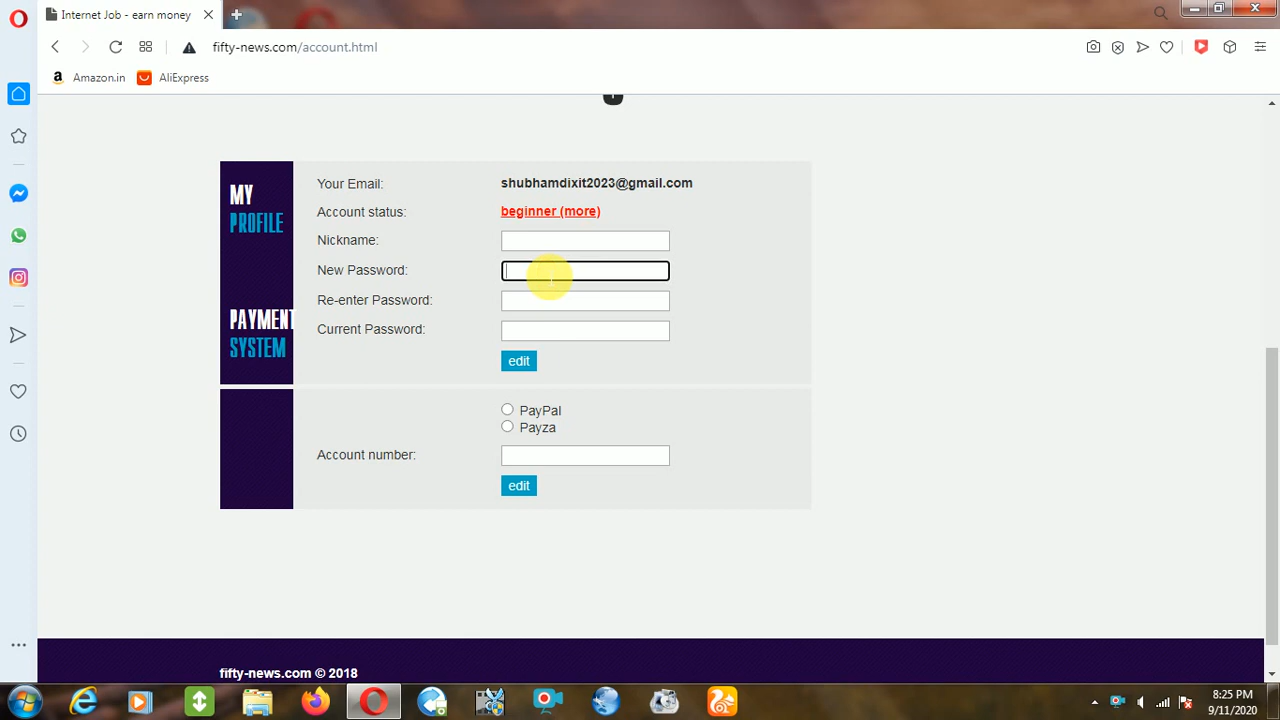 Internet Job - earn money
fifty-news.com/account.html
Amazon.in
AliExpress
MY
PROFILE
PAYMENT
SYSTEM
Your Email:
shubhamdixit2023@gmail.com
Account status:
beginner (more)
Nickname:
New Password:
Re-enter Password:
Current Password:
edit
PayPal
Payza
Account number:
edit
fifty-news.com © 2018
8:25 PM
9/11/2020